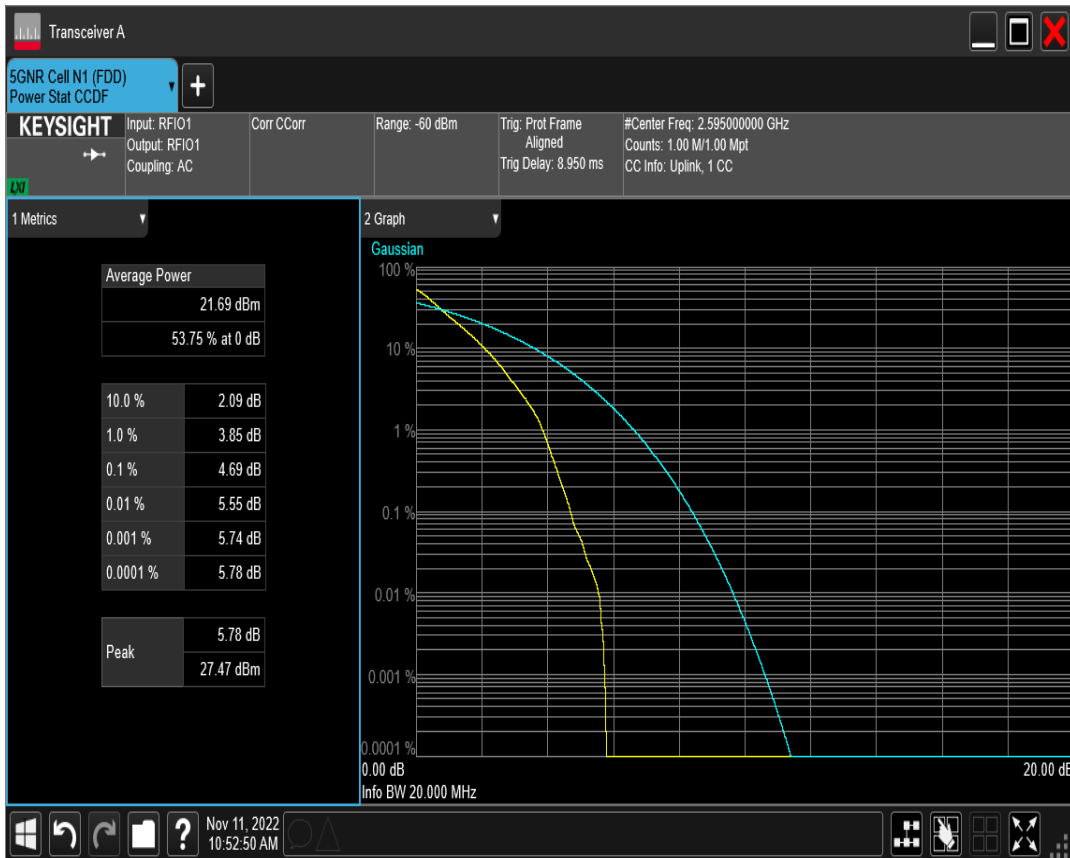 Transceiver A
5GNR Cell N1 (FDD)
Power Stat CCDF
+
KEYSIGHT
LXI
Input: RFIO1
Output: RFIO1
Coupling: AC
Corr CCorr
Range: -60 dBm
Trig: Prot Frame
Aligned
Trig Delay: 8.950 ms
#Center Freq: 2.595000000 GHz
Counts: 1.00 M/1.00 Mpt
CC Info: Uplink, 1 CC
1 Metrics
Average Power
21.69 dBm
53.75 % at 0 dB
10.0 % 2.09 dB
1.0 % 3.85 dB
0.1 % 4.69 dB
0.01 % 5.55 dB
0.001 % 5.74 dB
0.0001 % 5.78 dB
Peak
5.78 dB
27.47 dBm
2 Graph
Gaussian
100 %
10 %
1 %
0.1 %
0.01 %
0.001 %
0.0001 %
0.00 dB
20.00 dB
Info BW 20.000 MHz
?
Nov 11, 2022
10:52:50 AM